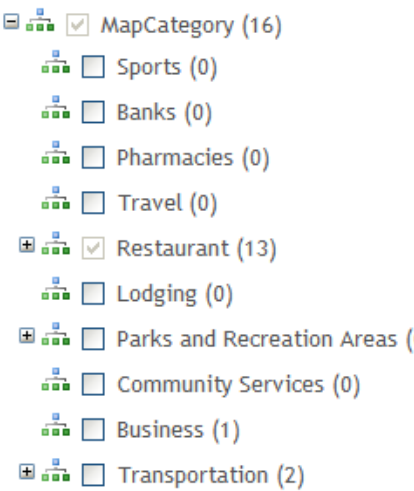 MapCategory (16)
Sports (0)
Banks (0)
Pharmacies (0)
Travel (0)
Restaurant (13)
Lodging (0)
Parks and Recreation Areas (
Community Services (0)
Business (1)
Transportation (2)